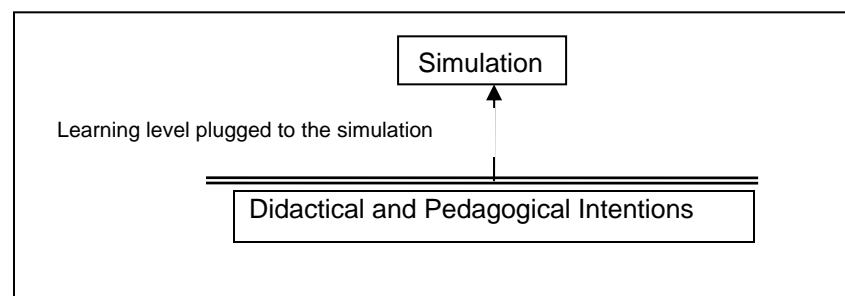 Simulation
Learning level plugged to the simulation
Didactical and Pedagogical Intentions